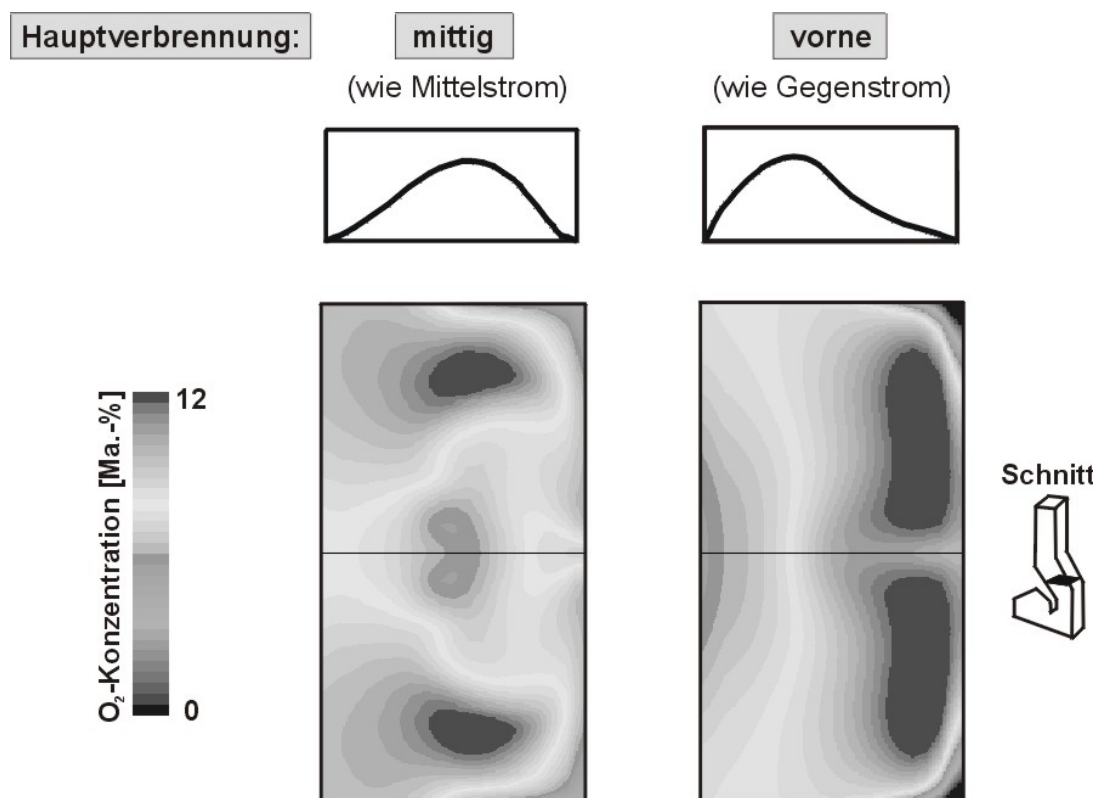 Hauptverbrennung: mittig vorne
(wie Mittelstrom) (wie Gegenstrom)
O₂-Konzentration [Ma.-%]
12
0
Schnitt